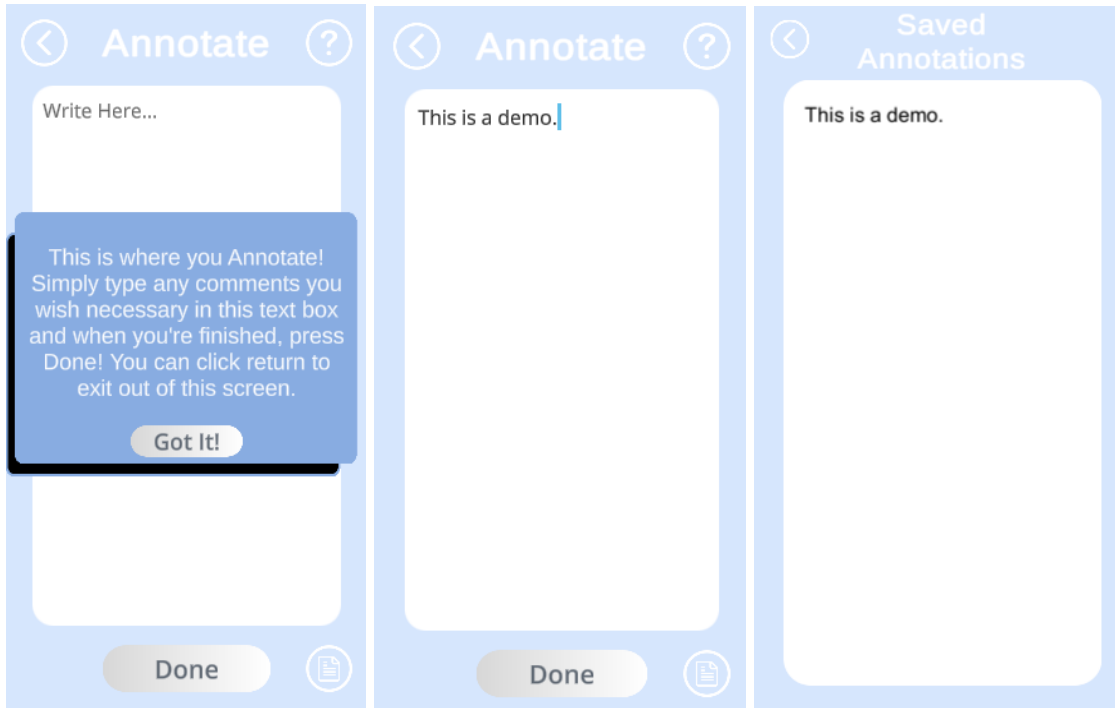 Annotate
?
Write Here...
This is where you Annotate!
Simply type any comments you
wish necessary in this text box
and when you're finished, press
Done! You can click return to
exit out of this screen.
Got It!
Done
Annotate
?
This is a demo.
Done
Saved
Annotations
This is a demo.